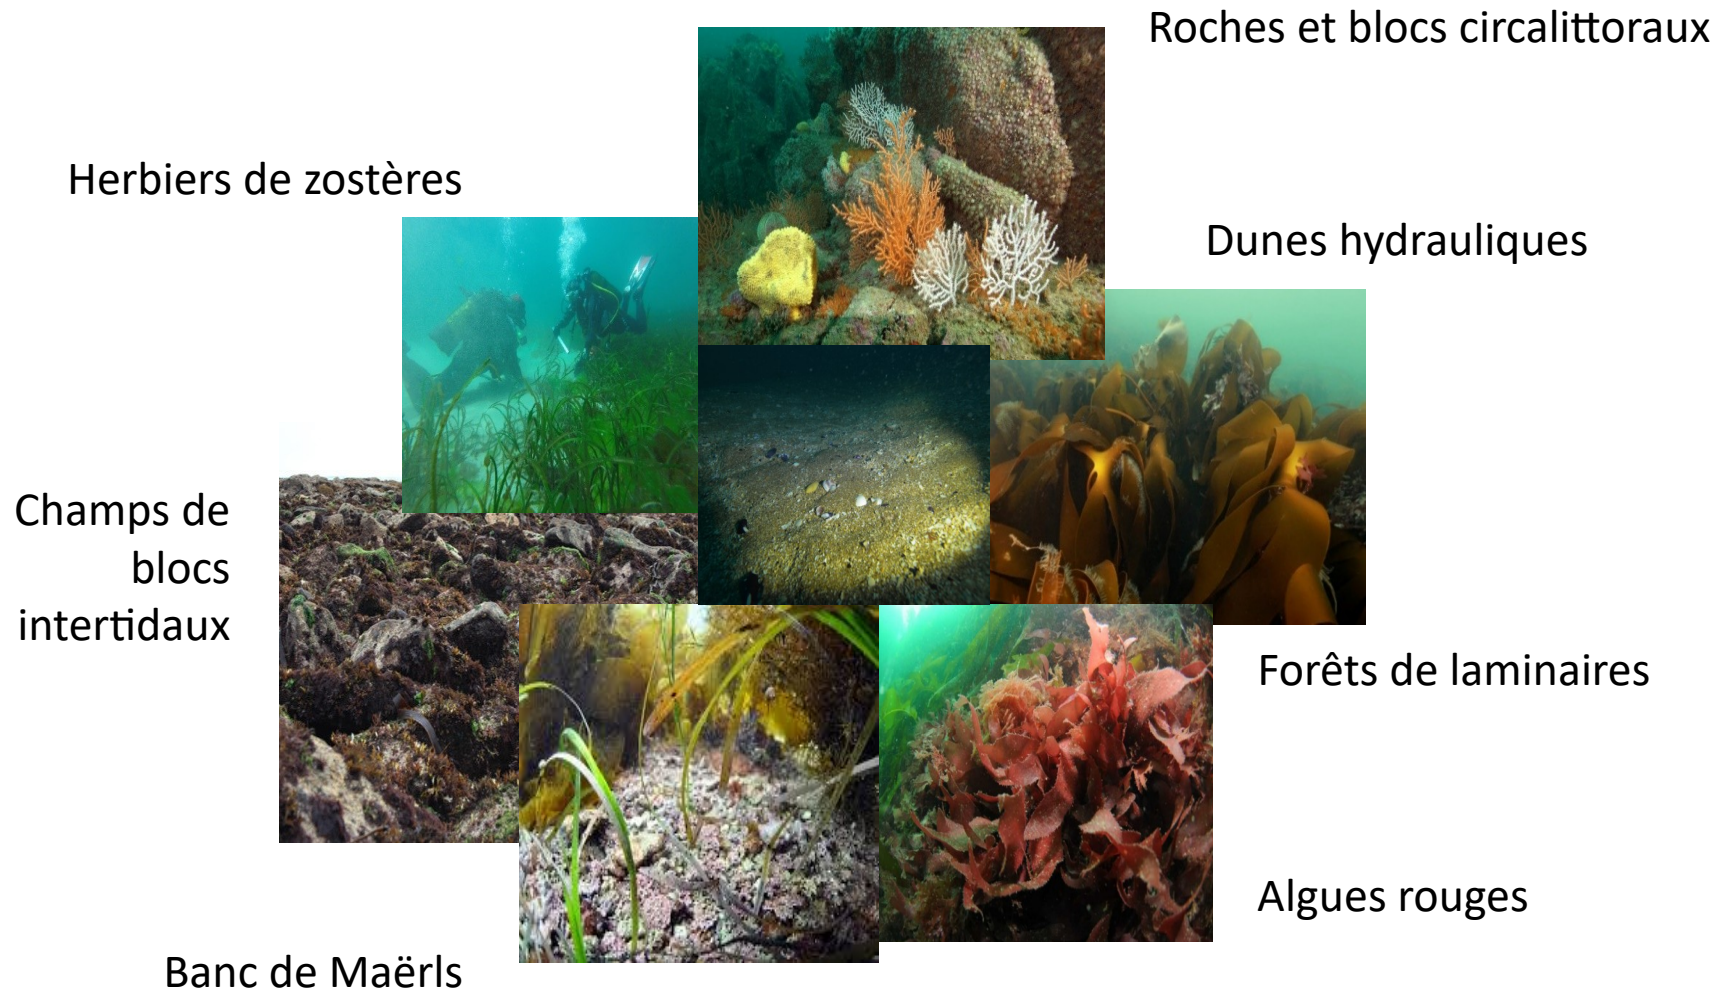 Roches et blocs circalittoraux
Herbiers de zostères
Dunes hydrauliques
Champs de
blocs
intertidaux
Forêts de laminaires
Algues rouges
Banc de Maërls